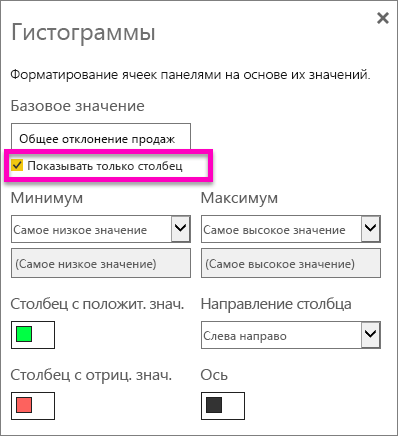 Гистограммы
Форматирование ячеек панелями на основе их значений.
Базовое значение
Общее отклонение продаж
Показывать только столбец
Минимум
Максимум
Самое низкое значение
Самое высокое значение
(Самое низкое значение)
(Самое высокое значение)
Столбец с положит. знач.
Направление столбца
Слева направо
Столбец с отриц. знач.
Ось